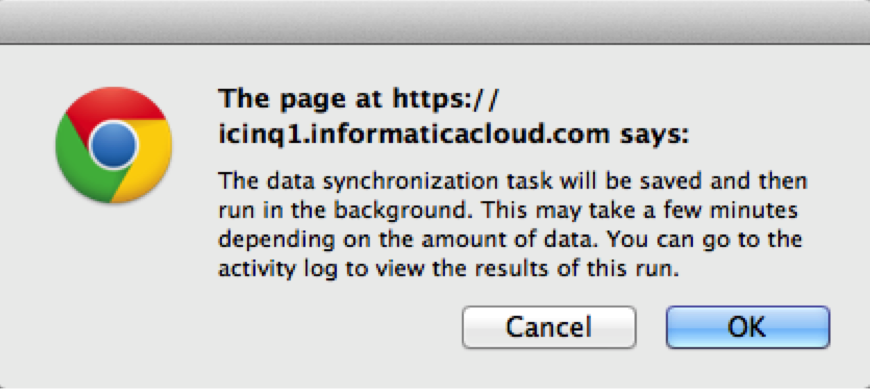 The page at https://
icinq1.informaticacloud.com says:
The data synchronization task will be saved and then
run in the background. This may take a few minutes
depending on the amount of data. You can go to the
activity log to view the results of this run.
Cancel OK